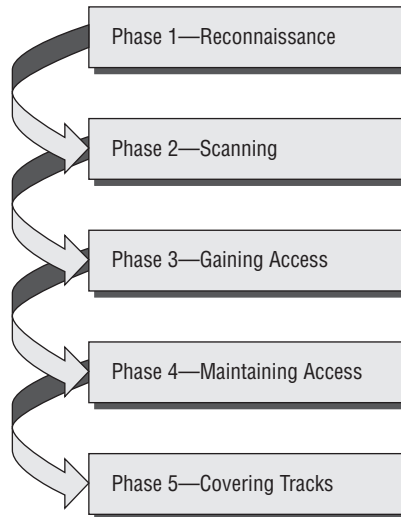 Phase 1—Reconnaissance
Phase 2—Scanning
Phase 3—Gaining Access
Phase 4—Maintaining Access
Phase 5—Covering Tracks